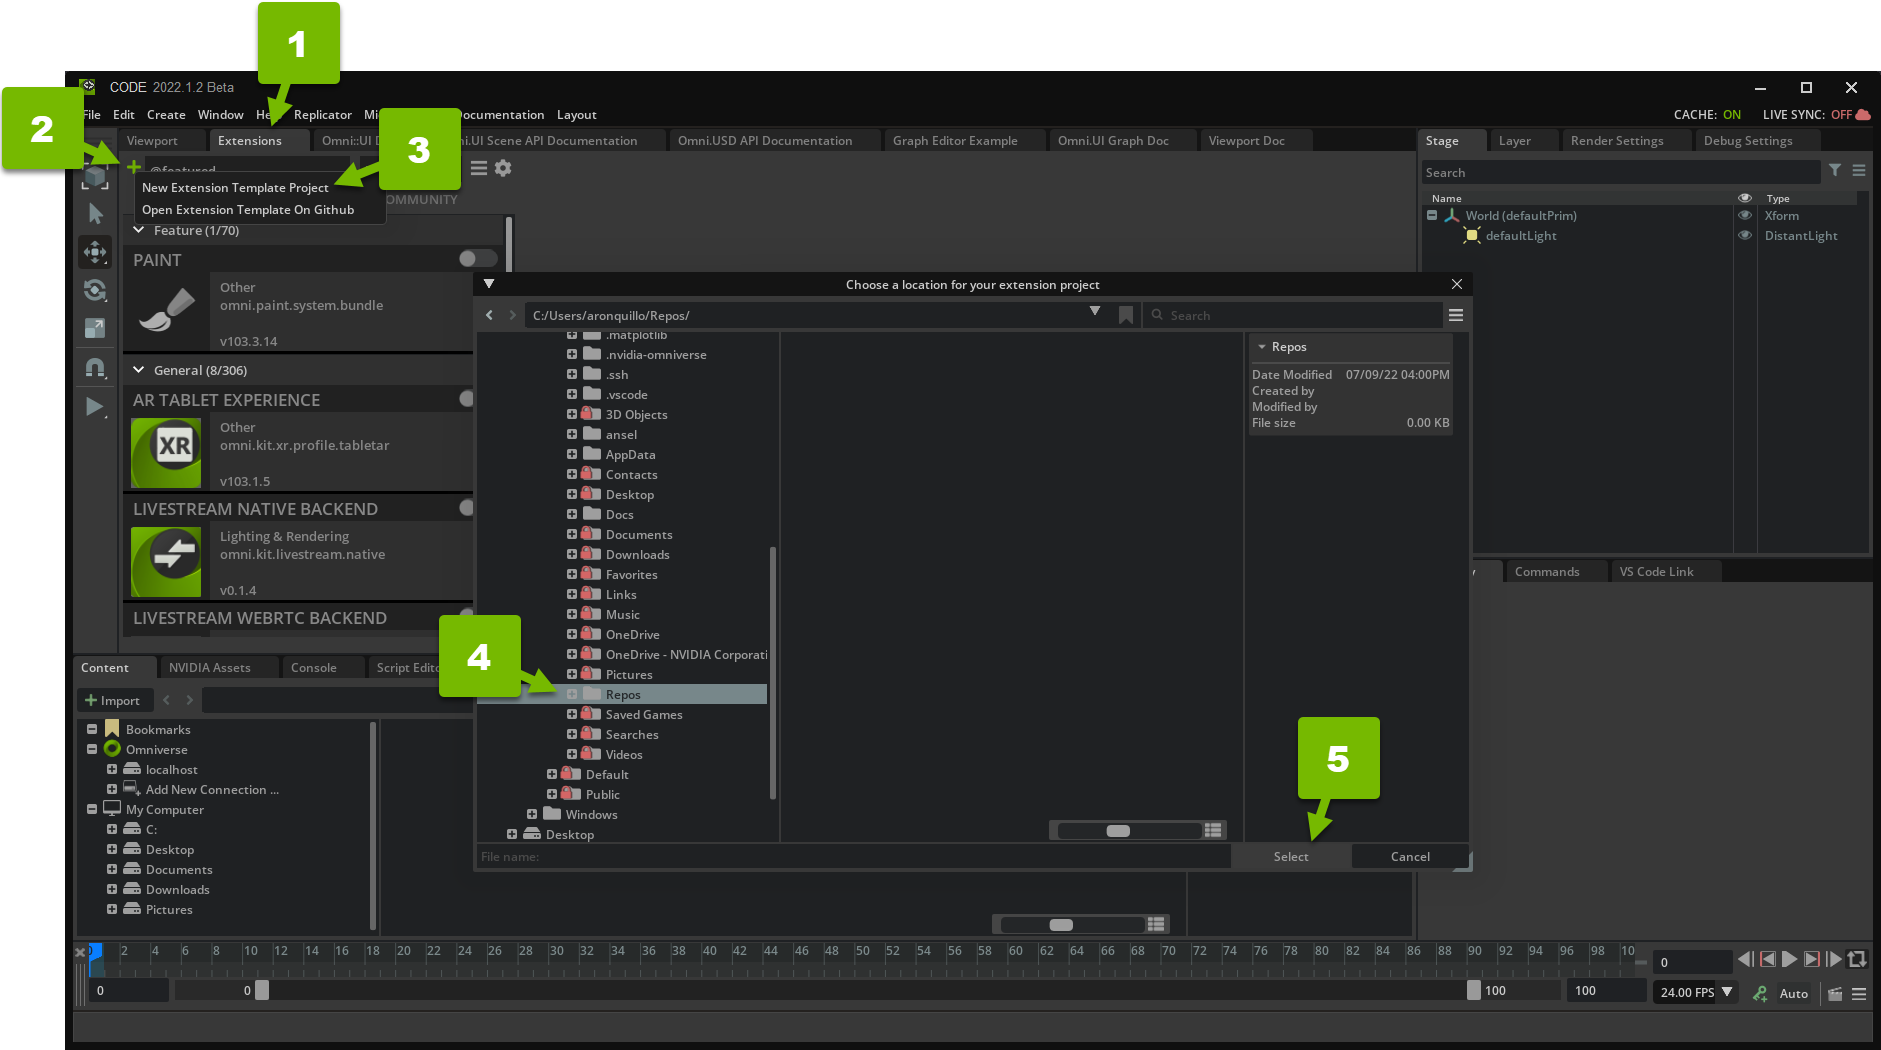 1
CODE 2022.1.2 Beta
2
File Edit Create Window Replicator Documentation Layout
CACHE: ON LIVE SYNC: OFF
3
Viewport Extensions Omni:UI Scene API Documentation Omni.USD API Documentation Graph Editor Example Omni.UI Graph Doc Viewport Doc
Stage Layer Render Settings Debug Settings
@featured
New Extension Template Project
Open Extension Template On Github
COMMUNITY
Search
Name Type
World (defaultPrim) Xform
defaultLight DistantLight
Feature (1/70)
PAINT
Other
omni.paint.system.bundle
v103.3.14
General (8/306)
AR TABLET EXPERIENCE
XR
Other
omni.kit.xr.profile.tabletar
v103.1.5
LIVESTREAM NATIVE BACKEND
Lighting & Rendering
omni.kit.livestream.native
v0.1.4
LIVESTREAM WEBRTC BACKEND
Choose a location for your extension project
C:/Users/aronquillo/Repos/
Search
.matplotlib
.nvidia-omniverse
.ssh
.vscode
3D Objects
ansel
AppData
Contacts
Desktop
Docs
Documents
Downloads
Favorites
Links
Music
OneDrive
OneDrive - NVIDIA Corporati
Pictures
Repos
Saved Games
Searches
Videos
Default
Public
Windows
Desktop
4
Repos
Date Modified 07/09/22 04:00PM
Created by
Modified by
File size 0.00 KB
5
File name:
Select Cancel
Commands VS Code Link
Content NVIDIA Assets Console Script Edito
Import
Bookmarks
Omniverse
localhost
Add New Connection ...
My Computer
C:
Desktop
Documents
Downloads
Pictures
2 4 6 8 10 12 14 16 18 20 22 24 26 28 30 32 34 36 38 40 42 44 46 48 50 52 54 56 58 60 62 64 66 68 70 72 74 76 78 80 82 84 86 88 90 92 94 96 98 10
0
0 0 100 100 24.00 FPS Auto